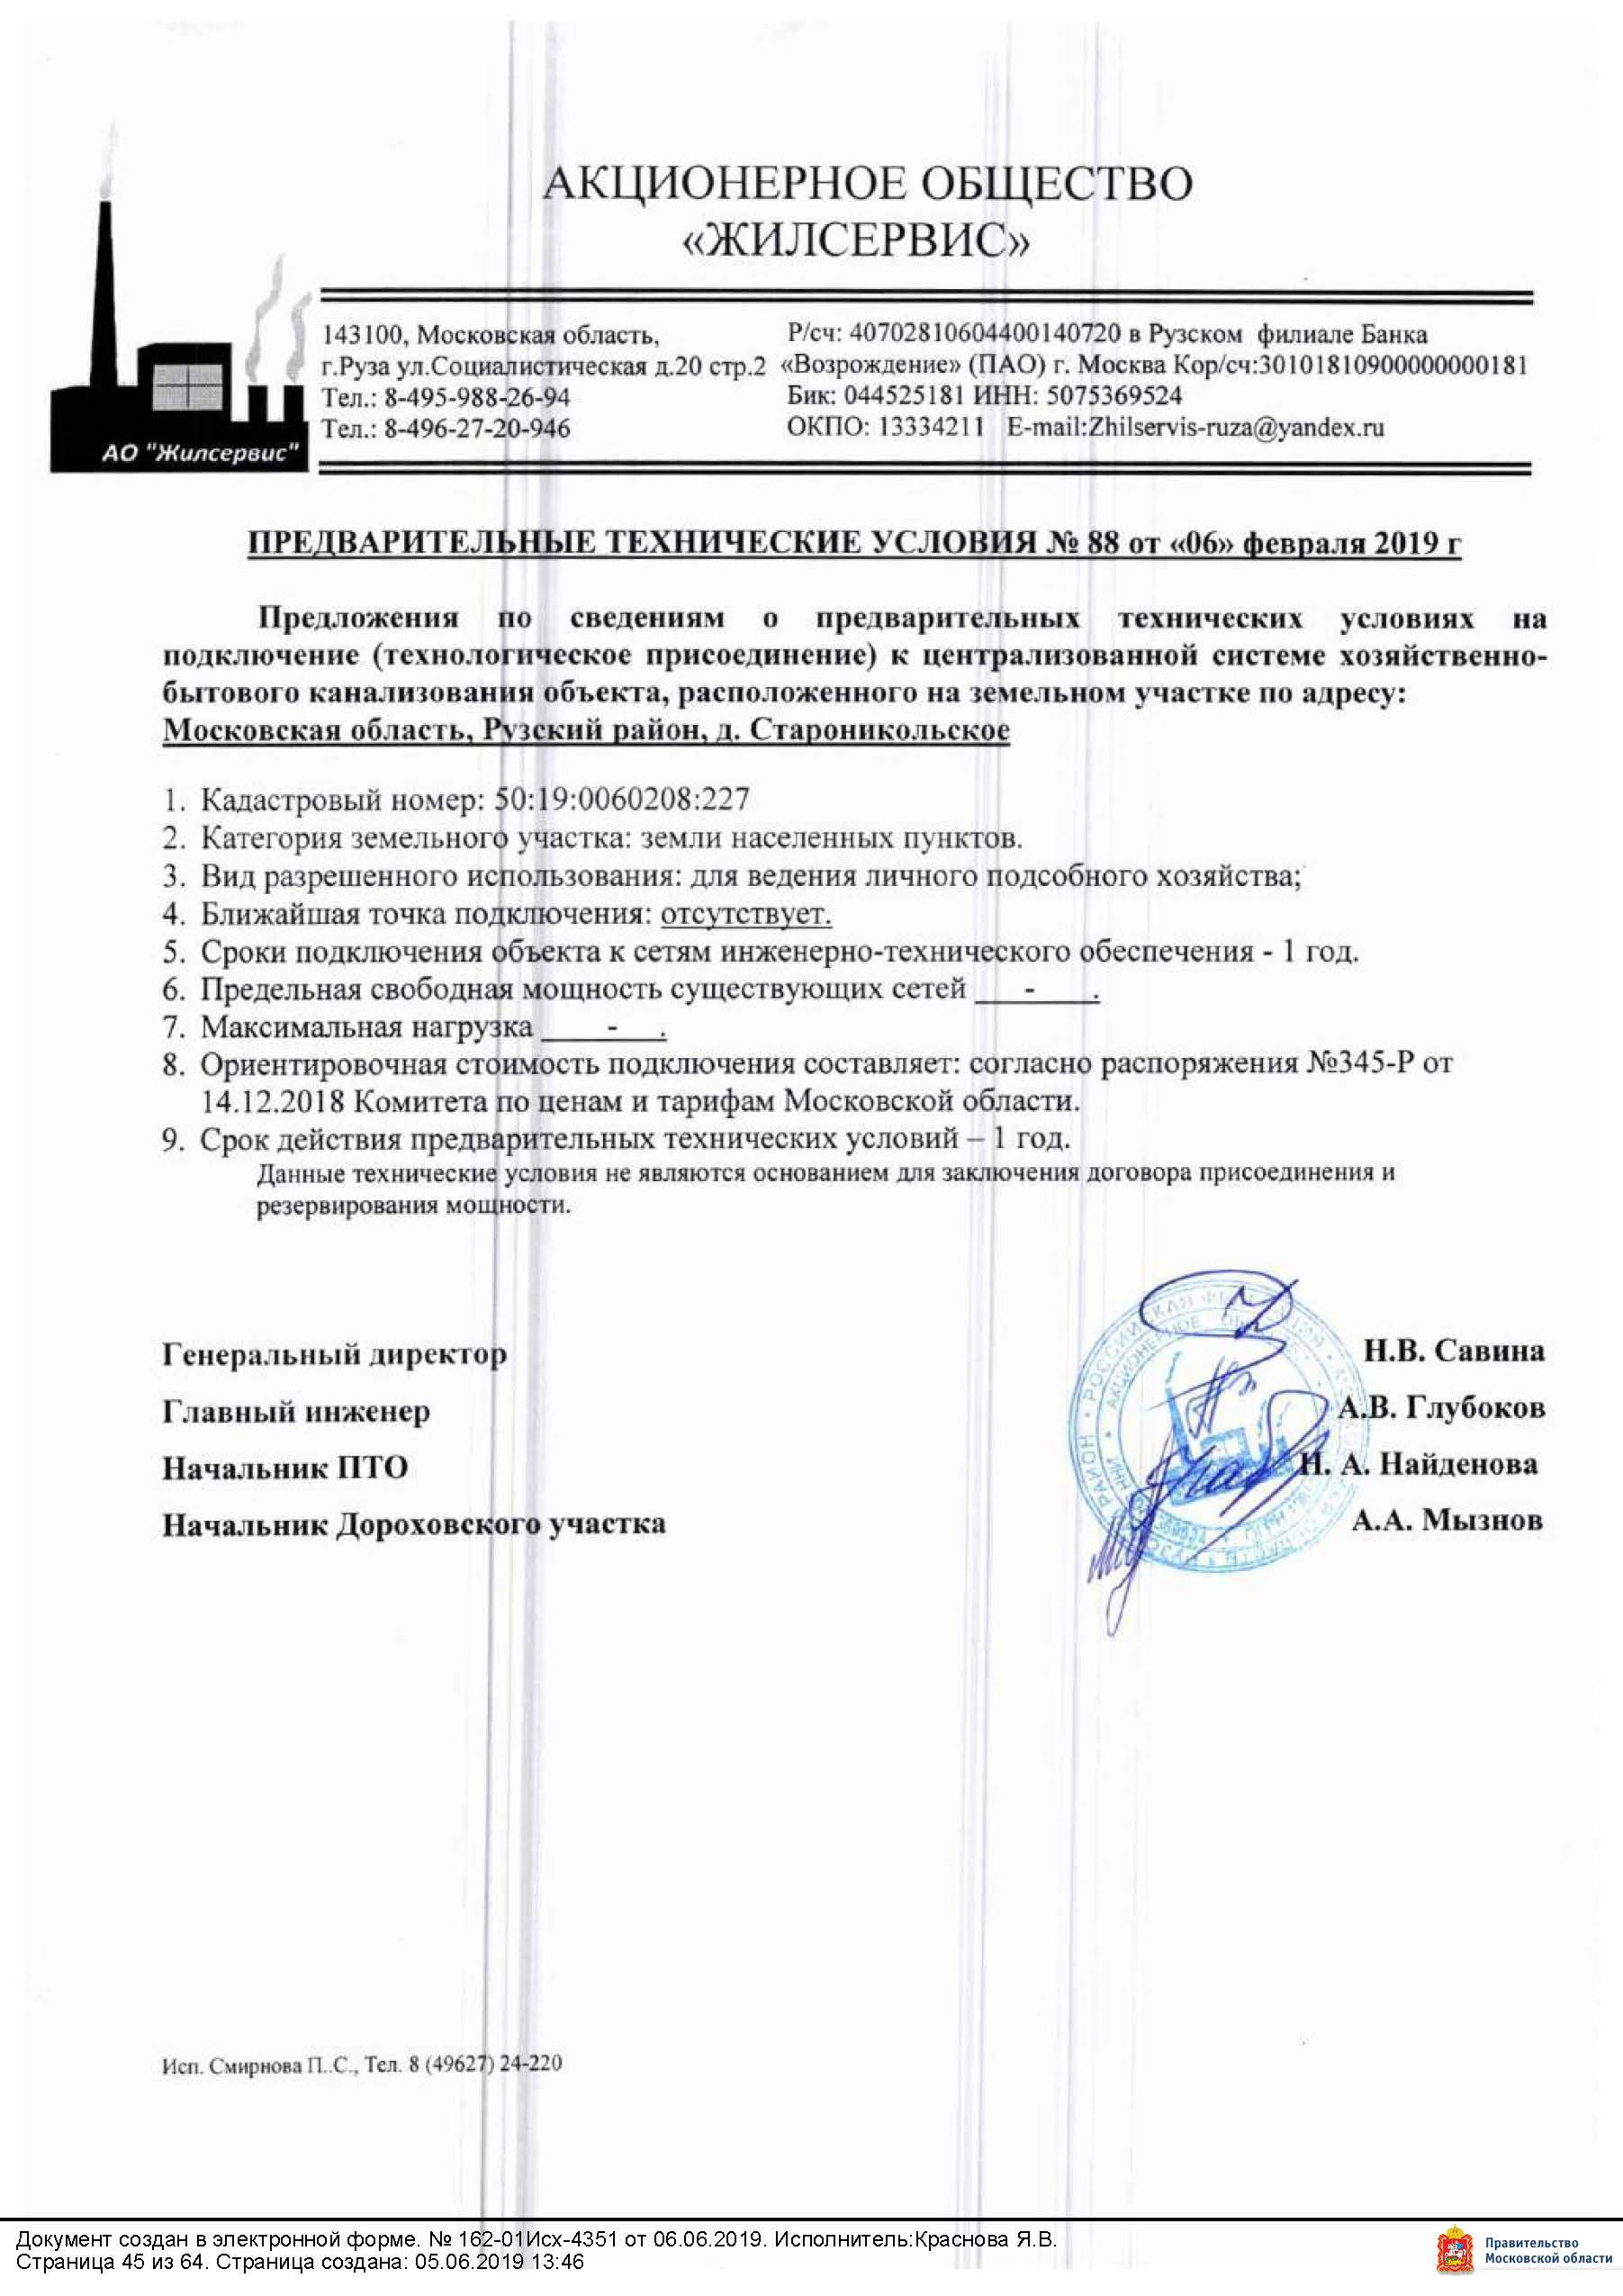 АКЦИОНЕРНОЕ ОБЩЕСТВО
«ЖИЛСЕРВИС»
АО "Жилсервис"
143100, Московская область,
г.Руза ул.Социалистическая д.20 стр.2
Тел.: 8-495-988-26-94
Тел.: 8-496-27-20-946
Р/сч: 40702810604400140720 в Рузском филиале Банка
«Возрождение» (ПАО) г. Москва Кор/сч:30101810900000000181
Бик: 044525181 ИНН: 5075369524
ОКПО: 13334211 E-mail:Zhilservis-ruza@yandex.ru
ПРЕДВАРИТЕЛЬНЫЕ ТЕХНИЧЕСКИЕ УСЛОВИЯ № 88 от «06» февраля 2019 г
Предложения по сведениям о предварительных технических условиях на
подключение (технологическое присоединение) к централизованной системе хозяйственно-
бытового канализования объекта, расположенного на земельном участке по адресу:
Московская область, Рузский район, д. Староникольское
1. Кадастровый номер: 50:19:0060208:227
2. Категория земельного участка: земли населенных пунктов.
3. Вид разрешенного использования: для ведения личного подсобного хозяйства;
4. Ближайшая точка подключения: отсутствует.
5. Сроки подключения объекта к сетям инженерно-технического обеспечения - 1 год.
6. Предельная свободная мощность существующих сетей ___-____.
7. Максимальная нагрузка ____-___.
8. Ориентировочная стоимость подключения составляет: согласно распоряжения №345-Р от
14.12.2018 Комитета по ценам и тарифам Московской области.
9. Срок действия предварительных технических условий – 1 год.
Данные технические условия не являются основанием для заключения договора присоединения и
резервирования мощности.
Генеральный директор Н.В. Савина
Главный инженер А.В. Глубоков
Начальник ПТО Н. А. Найденова
Начальник Дороховского участка А.А. Мызнов
Исп. Смирнова П..С., Тел. 8 (49627) 24-220
Документ создан в электронной форме. № 162-01Исх-4351 от 06.06.2019. Исполнитель:Краснова Я.В.
Страница 45 из 64. Страница создана: 05.06.2019 13:46
Правительство
Московской области